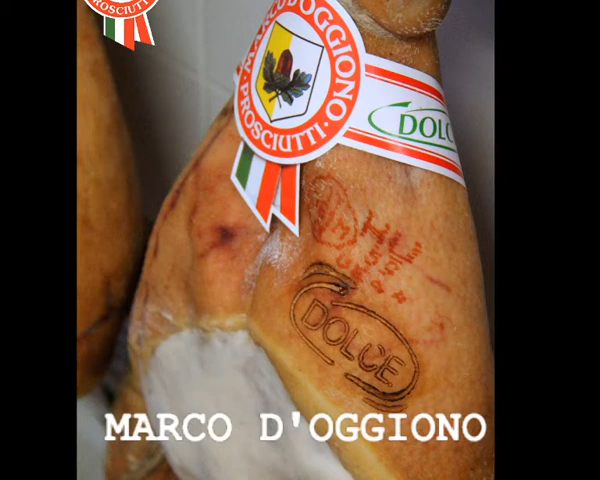 PROSCIUTTI
MARCO D'OGGIONO · PROSCIUTTI ·
DOLC
DOLCE
MARCO D'OGGIONO